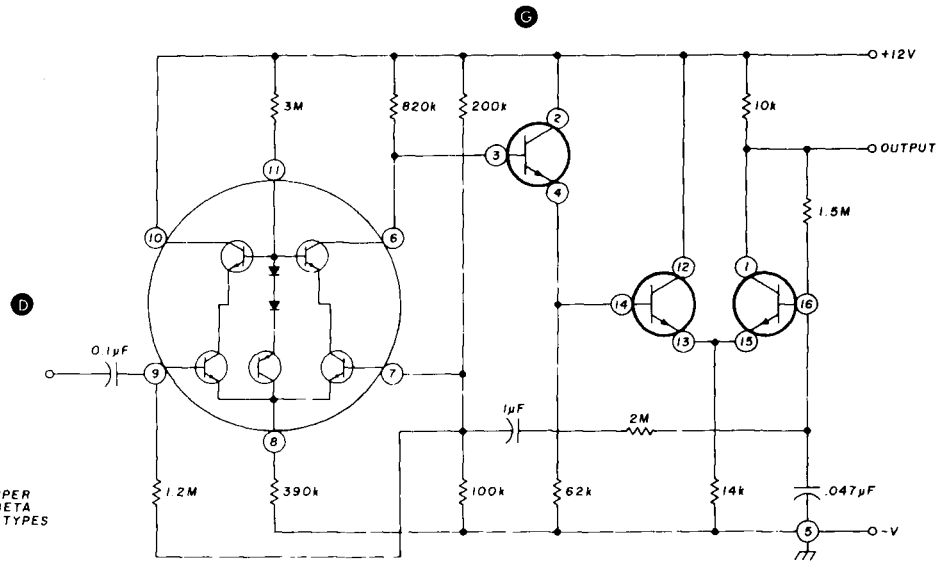 G
+12V
3M
820k
200k
10k
2
3
OUTPUT
11
4
1.5M
10
6
12
1
D
14
16
13
15
0.1µF
9
7
1µF
2M
8
1.2M
390k
100k
62k
14k
.047µF
PER
ETA
TYPES
5
-V